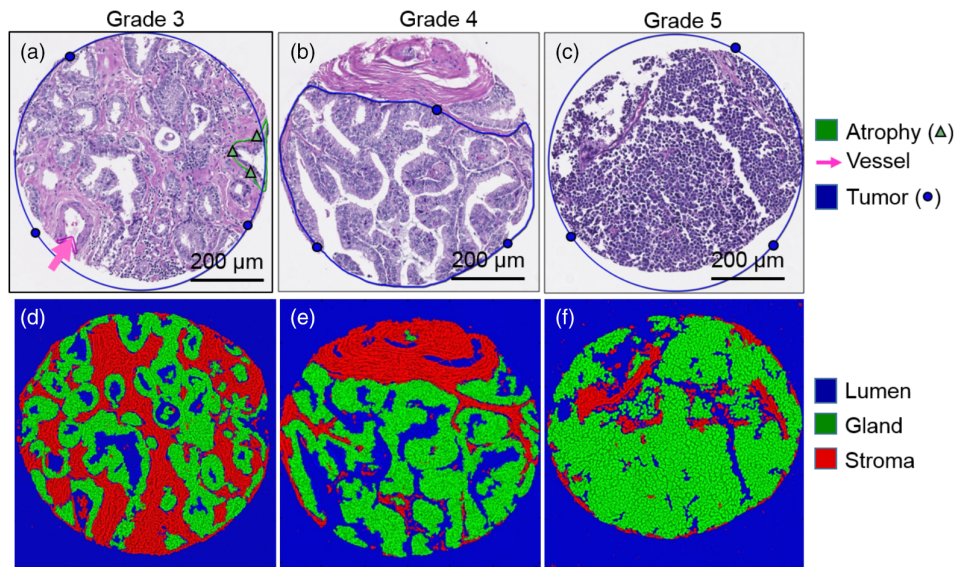 Grade 3 Grade 4 Grade 5
(a) (b) (c)
Atrophy (△)
Vessel
Tumor (●)
200 μm 200 μm 200 μm
(d) (e) (f)
Lumen
Gland
Stroma